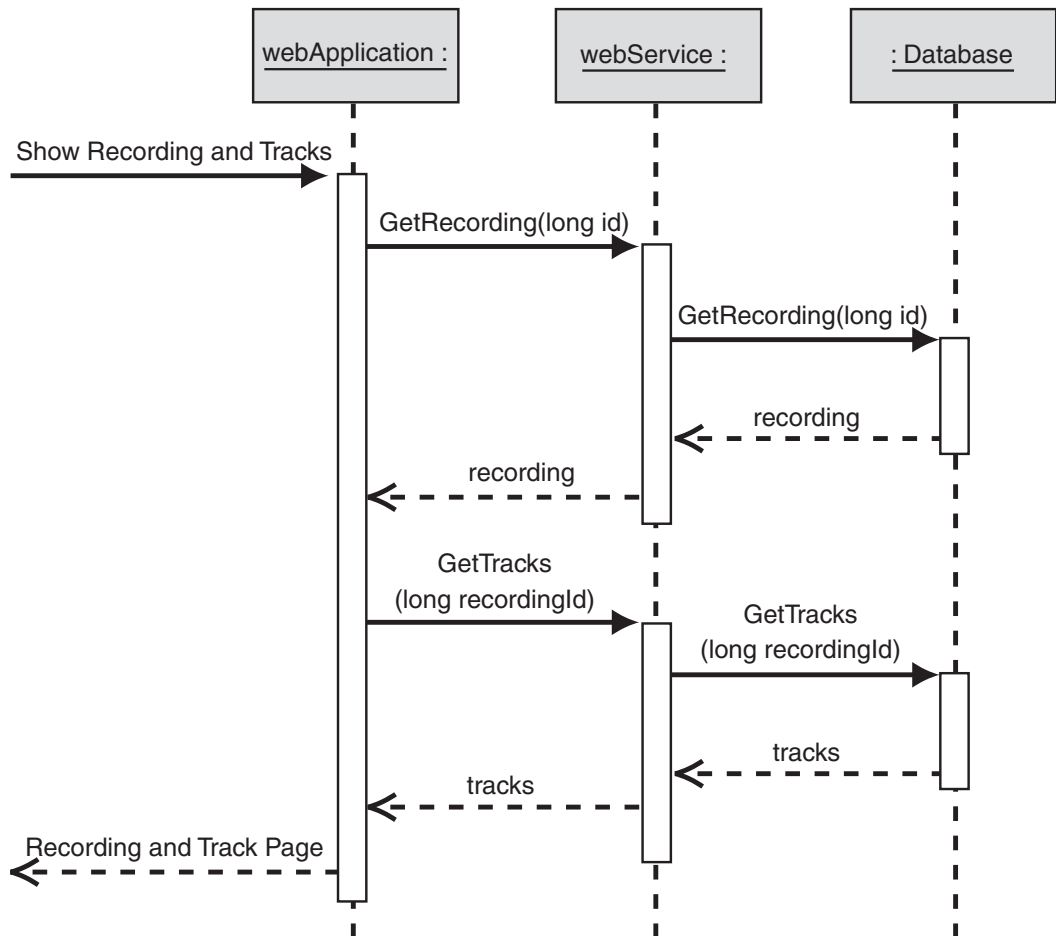 webApplication :
webService :
: Database
Show Recording and Tracks
GetRecording(long id)
GetRecording(long id)
recording
recording
GetTracks
(long recordingId)
GetTracks
(long recordingId)
tracks
tracks
Recording and Track Page